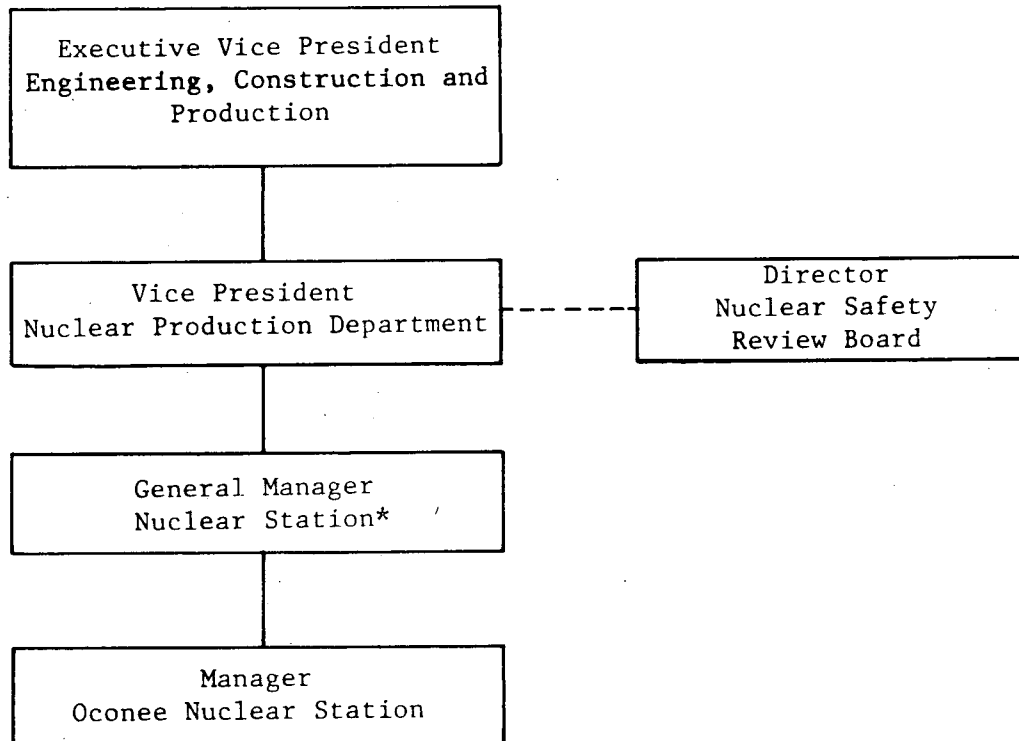 Executive Vice President
Engineering, Construction and
Production
Vice President
Nuclear Production Department
Director
Nuclear Safety
Review Board
General Manager
Nuclear Station*
Manager
Oconee Nuclear Station